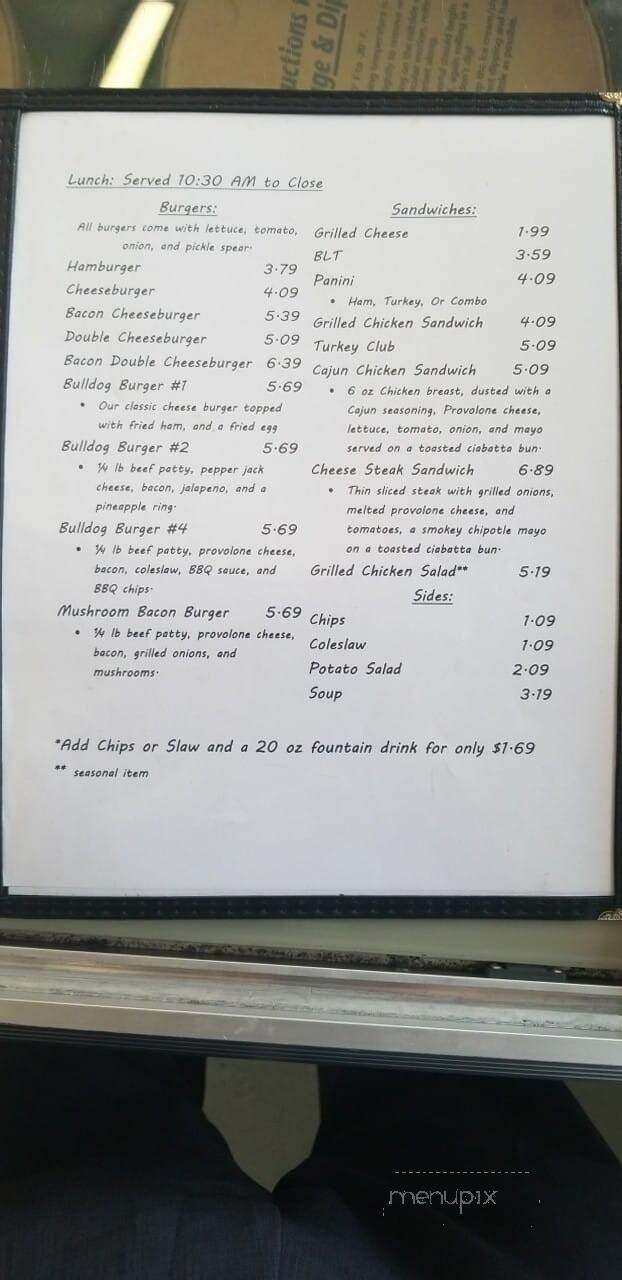 Lunch: Served 10:30 AM to Close
Burgers:
All burgers come with lettuce, tomato,
onion, and pickle spear.
Hamburger 3.79
Cheeseburger 4.09
Bacon Cheeseburger 5.39
Double Cheeseburger 5.09
Bacon Double Cheeseburger 6.39
Bulldog Burger #1 5.69
• Our classic cheese burger topped
with fried ham, and a fried egg
Bulldog Burger #2 5.69
• ¼ lb beef patty, pepper jack
cheese, bacon, jalapeno, and a
pineapple ring.
Bulldog Burger #4 5.69
• ¼ lb beef patty, provolone cheese,
bacon, coleslaw, BBQ sauce, and
BBQ chips.
Mushroom Bacon Burger 5.69
• ¼ lb beef patty, provolone cheese,
bacon, grilled onions, and
mushrooms.
Sandwiches:
Grilled Cheese 1.99
BLT 3.59
Panini 4.09
• Ham, Turkey, Or Combo
Grilled Chicken Sandwich 4.09
Turkey Club 5.09
Cajun Chicken Sandwich 5.09
• 6 oz Chicken breast, dusted with a
Cajun seasoning, Provolone cheese,
lettuce, tomato, onion, and mayo
served on a toasted ciabatta bun.
Cheese Steak Sandwich 6.89
• Thin sliced steak with grilled onions,
melted provolone cheese, and
tomatoes, a smokey chipotle mayo
on a toasted ciabatta bun.
Grilled Chicken Salad** 5.19
Sides:
Chips 1.09
Coleslaw 1.09
Potato Salad 2.09
Soup 3.19
*Add Chips or Slaw and a 20 oz fountain drink for only $1.69
** seasonal item
menupix